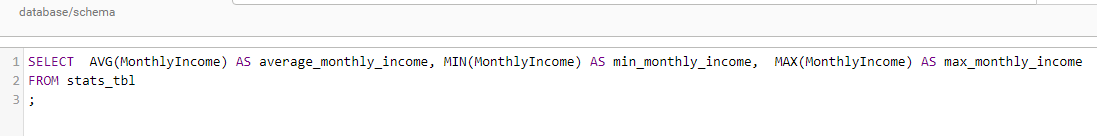 database/schema
1 SELECT  AVG(MonthlyIncome) AS average_monthly_income, MIN(MonthlyIncome) AS min_monthly_income,  MAX(MonthlyIncome) AS max_monthly_income
2 FROM stats_tbl
3 ;